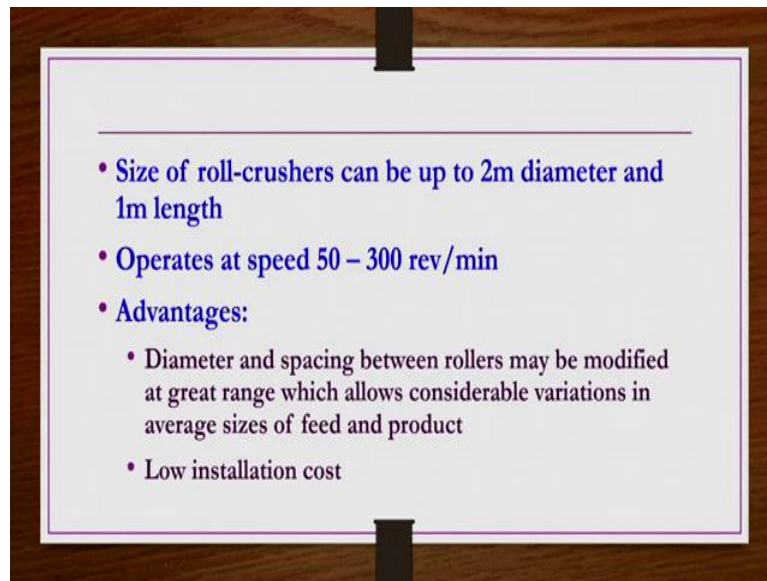 • Size of roll-crushers can be up to 2m diameter and
1m length
• Operates at speed 50 – 300 rev/min
• Advantages:
• Diameter and spacing between rollers may be modified
at great range which allows considerable variations in
average sizes of feed and product
• Low installation cost